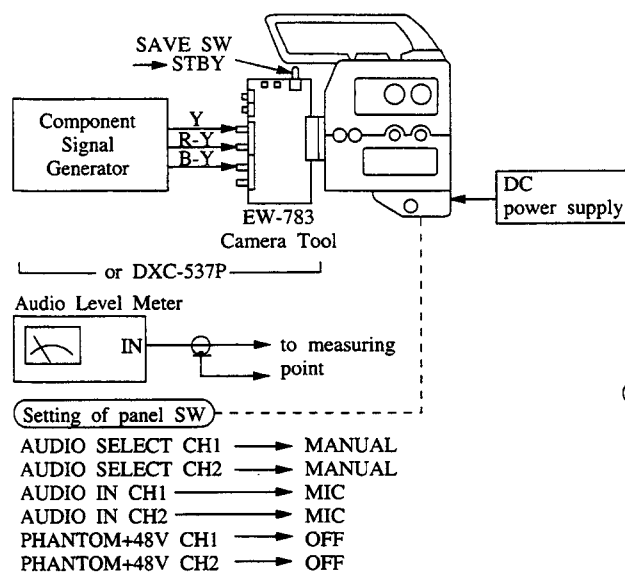 SAVE SW
→ STBY
Component
Signal
Generator
Y
R-Y
B-Y
EW-783
Camera Tool
DC
power supply
or DXC-537P
Audio Level Meter
IN
to measuring
point
Setting of panel SW
AUDIO SELECT CH1 → MANUAL
AUDIO SELECT CH2 → MANUAL
AUDIO IN CH1 → MIC
AUDIO IN CH2 → MIC
PHANTOM+48V CH1 → OFF
PHANTOM+48V CH2 → OFF